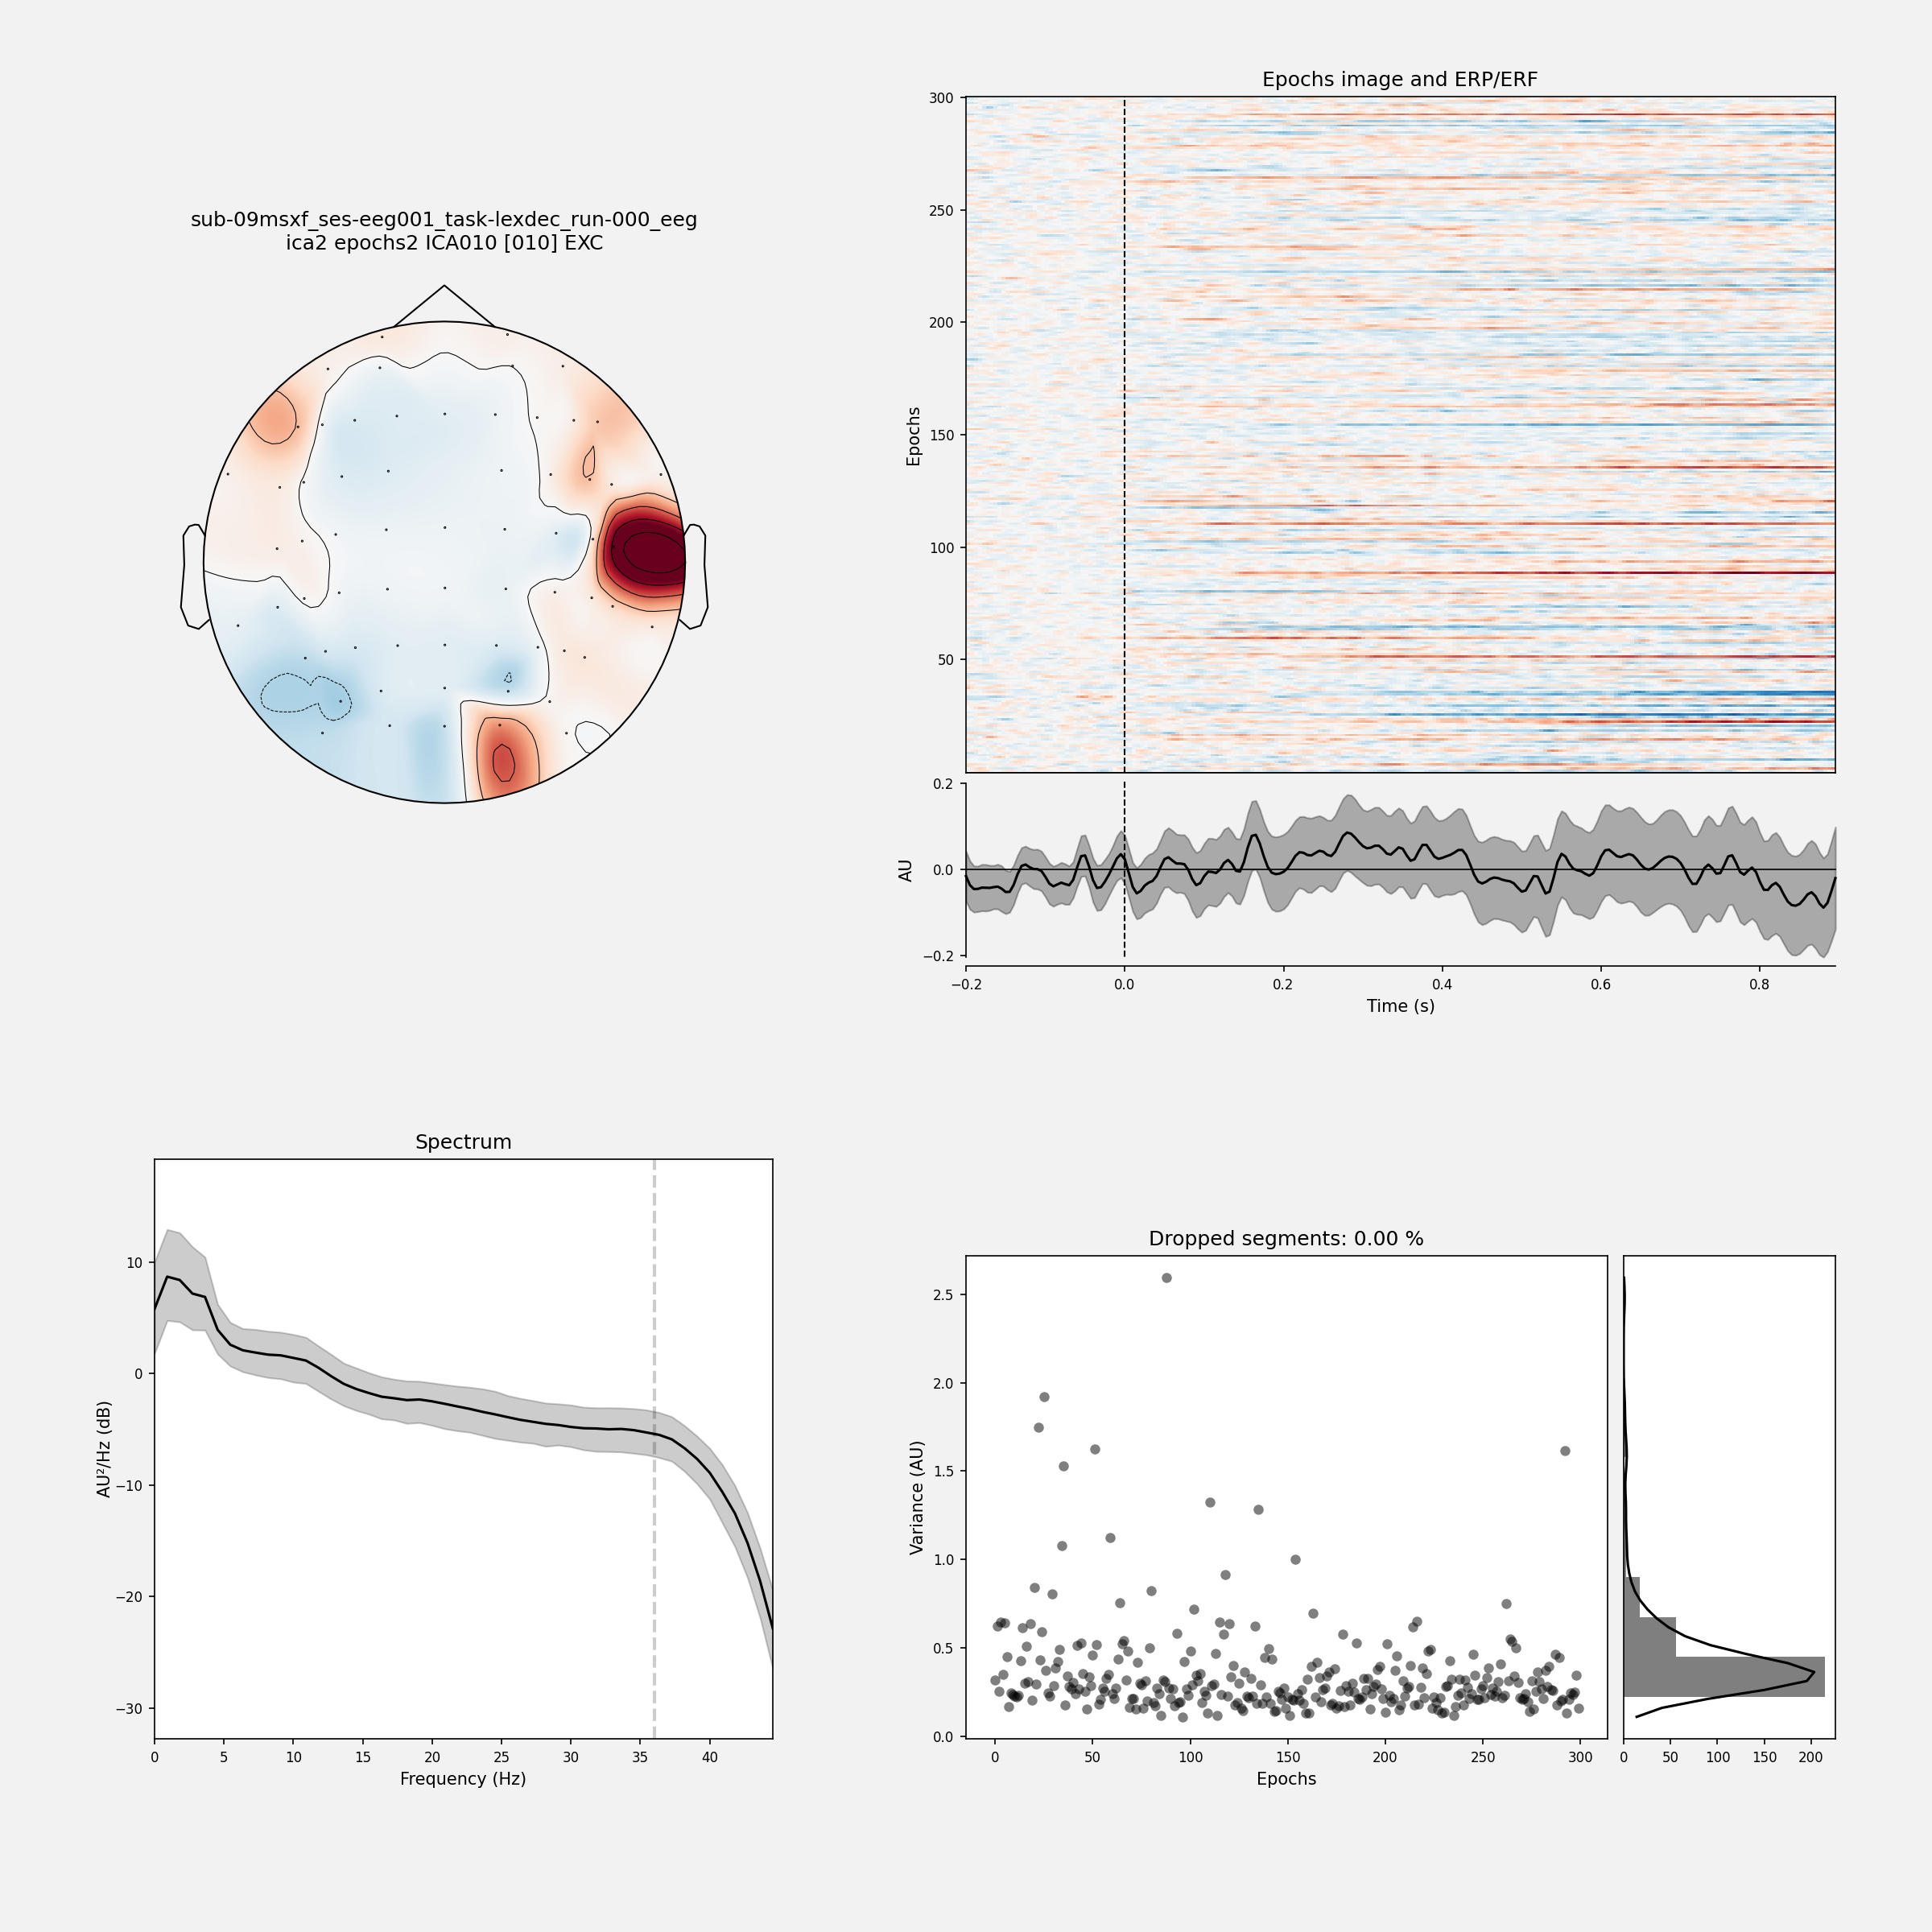 sub-09msxf_ses-eeg001_task-lexdec_run-000_eeg
ica2 epochs2 ICA010 [010] EXC
Epochs image and ERP/ERF
300
250
200
150
100
50
Epochs
0.2
0.0
−0.2
AU
−0.2 0.0 0.2 0.4 0.6 0.8
Time (s)
Spectrum
10
0
−10
−20
−30
AU²/Hz (dB)
0 5 10 15 20 25 30 35 40
Frequency (Hz)
Dropped segments: 0.00 %
2.5
2.0
1.5
1.0
0.5
0.0
Variance (AU)
0 50 100 150 200 250 300
Epochs
0 50 100 150 200